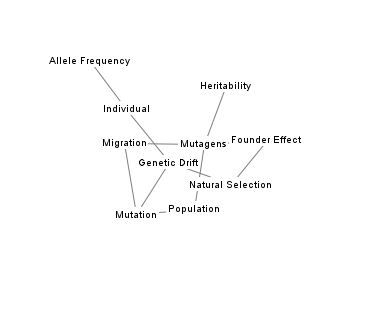 Allele Frequency
Heritability
Individual
Migration
Mutagens
Founder Effect
Genetic Drift
Natural Selection
Mutation
Population